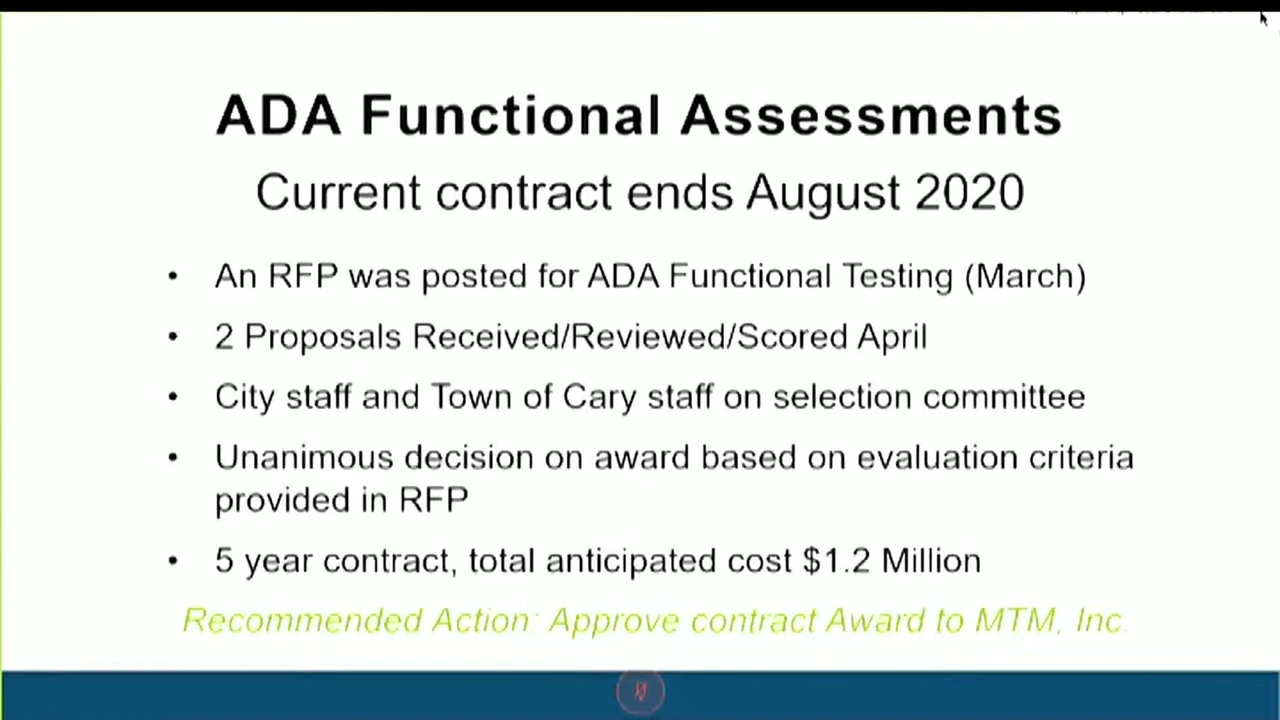 ADA Functional Assessments
Current contract ends August 2020
• An RFP was posted for ADA Functional Testing (March)
• 2 Proposals Received/Reviewed/Scored April
• City staff and Town of Cary staff on selection committee
• Unanimous decision on award based on evaluation criteria
provided in RFP
• 5 year contract, total anticipated cost $1.2 Million
Recommended Action: Approve contract Award to MTM, Inc.